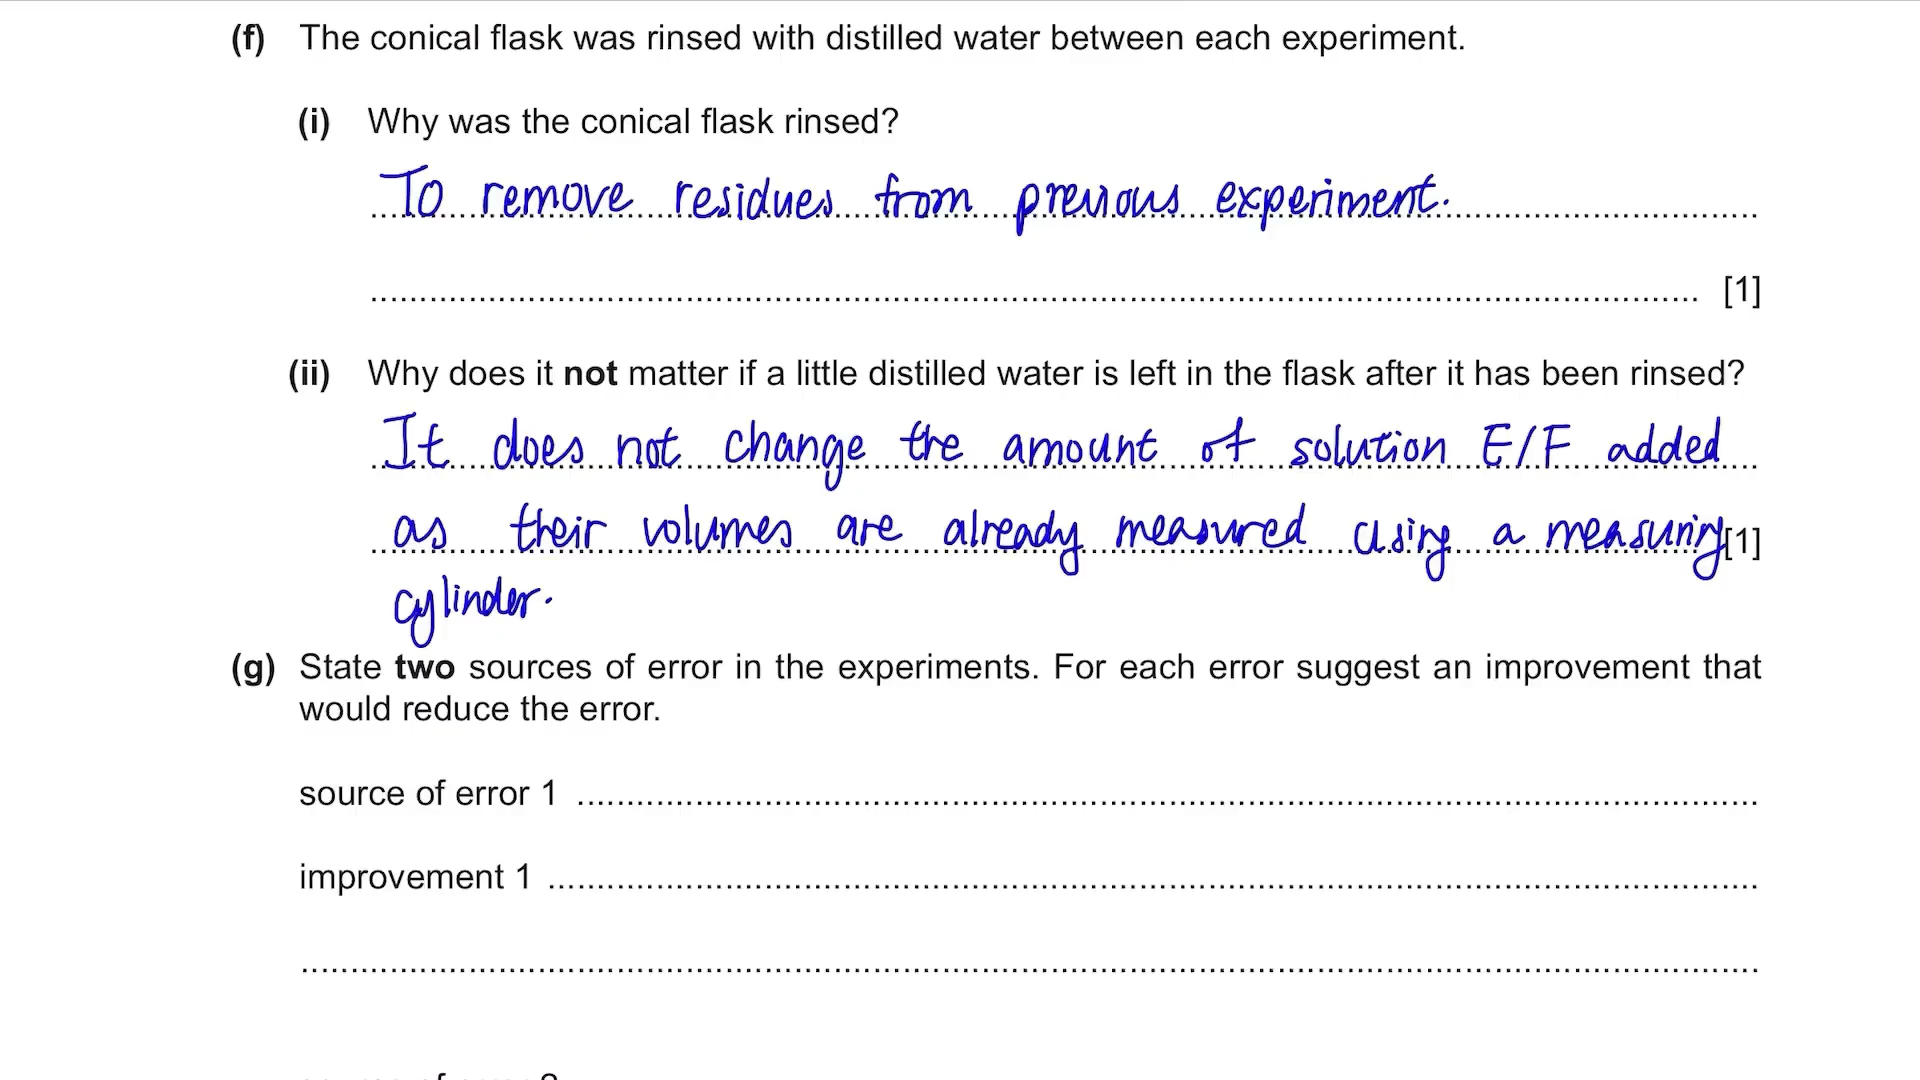 (f) The conical flask was rinsed with distilled water between each experiment.
(i) Why was the conical flask rinsed?
To remove residues from previous experiment.
[1]
(ii) Why does it not matter if a little distilled water is left in the flask after it has been rinsed?
It does not change the amount of solution E/F added
as their volumes are already measured using a measuring [1]
cylinder.
(g) State two sources of error in the experiments. For each error suggest an improvement that
would reduce the error.
source of error 1
improvement 1